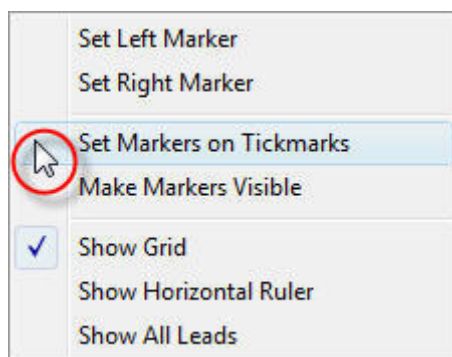 Set Left Marker
Set Right Marker
Set Markers on Tickmarks
Make Markers Visible
Show Grid
Show Horizontal Ruler
Show All Leads